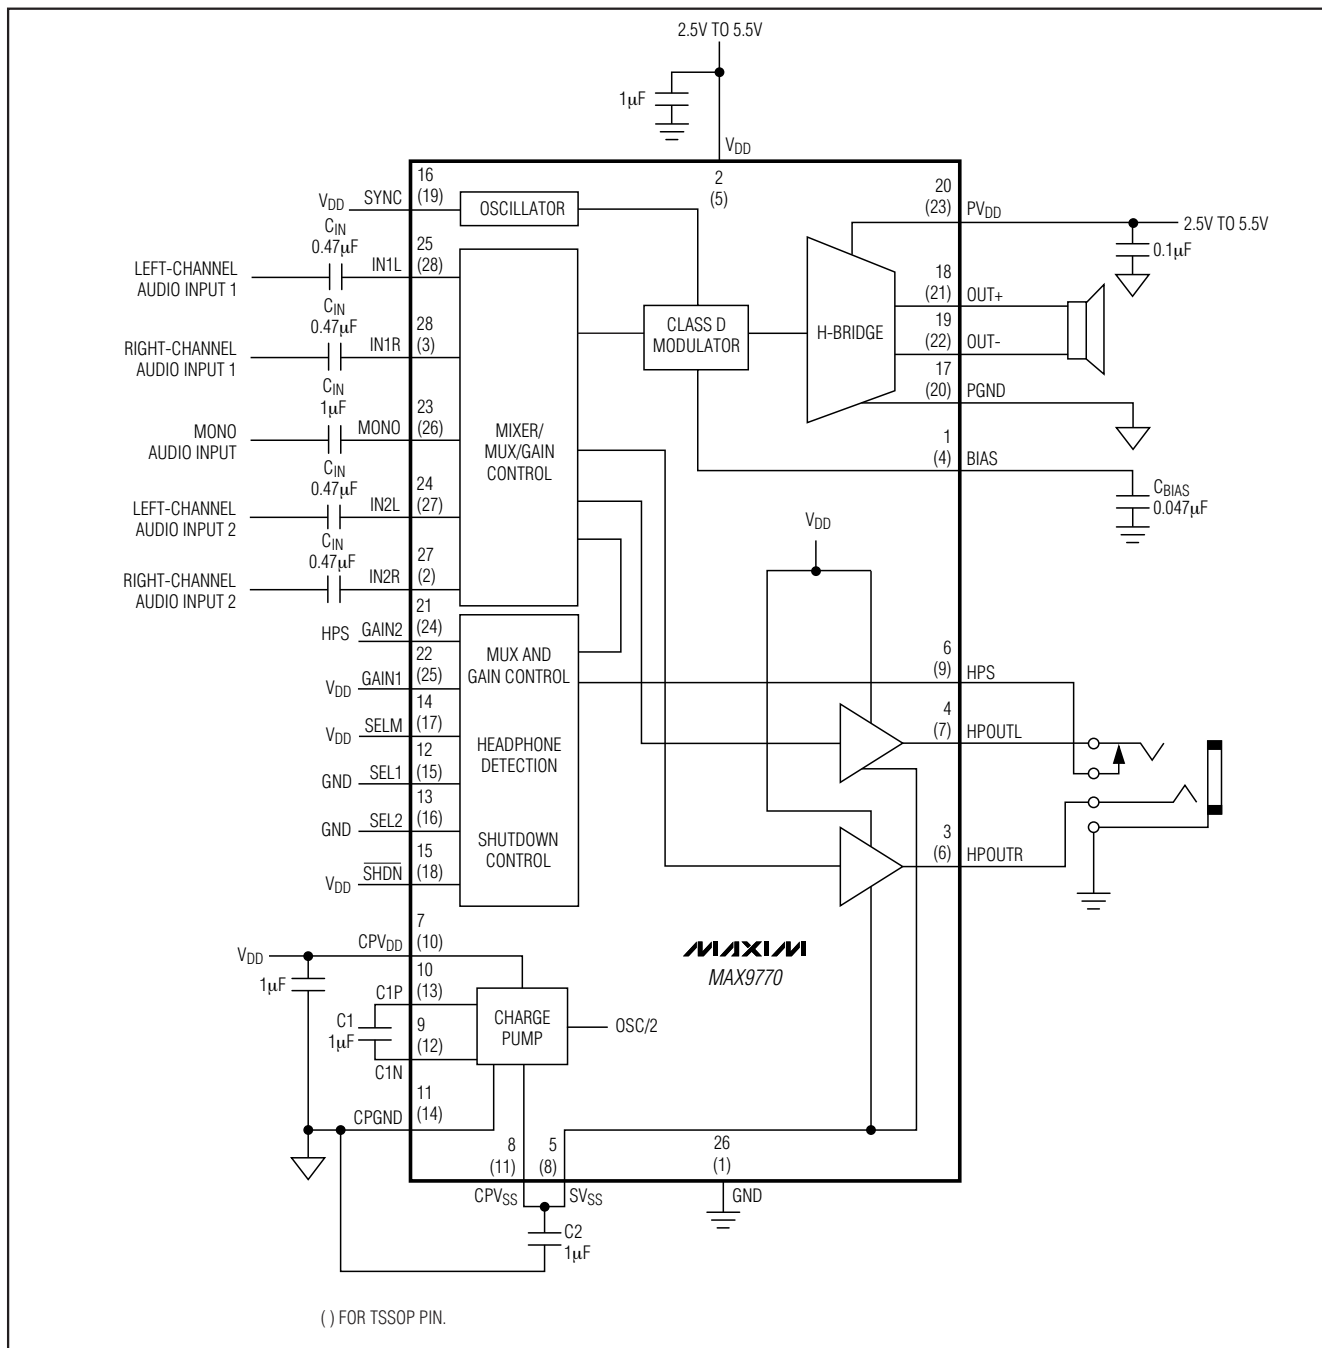 2.5V TO 5.5V
1µF
VDD
2
(5)
16
(19)
VDD
SYNC
OSCILLATOR
20
(23)
PVDD
2.5V TO 5.5V
0.1µF
CIN
0.47µF
25
(28)
LEFT-CHANNEL
AUDIO INPUT 1
IN1L
18
(21)
OUT+
CIN
0.47µF
28
(3)
RIGHT-CHANNEL
AUDIO INPUT 1
IN1R
CLASS D
MODULATOR
H-BRIDGE
19
(22)
OUT-
17
(20)
PGND
CIN
1µF
23
(26)
MONO
AUDIO INPUT
MONO
MIXER/
MUX/GAIN
CONTROL
1
(4)
BIAS
CBIAS
0.047µF
CIN
0.47µF
24
(27)
LEFT-CHANNEL
AUDIO INPUT 2
IN2L
VDD
CIN
0.47µF
27
(2)
RIGHT-CHANNEL
AUDIO INPUT 2
IN2R
21
(24)
HPS
GAIN2
MUX AND
GAIN CONTROL
22
(25)
VDD
GAIN1
6
(9)
HPS
14
(17)
VDD
SELM
HEADPHONE
DETECTION
4
(7)
HPOUTL
12
(15)
GND
SEL1
13
(16)
GND
SEL2
SHUTDOWN
CONTROL
3
(6)
HPOUTR
15
(18)
VDD
SHDN
7
(10)
VDD
CPVDD
MAXIM
MAX9770
1µF
10
(13)
C1P
C1
1µF
9
(12)
C1N
CHARGE
PUMP
OSC/2
11
(14)
CPGND
8
(11)
5
(8)
26
(1)
CPVSS
SVSS
GND
C2
1µF
( ) FOR TSSOP PIN.